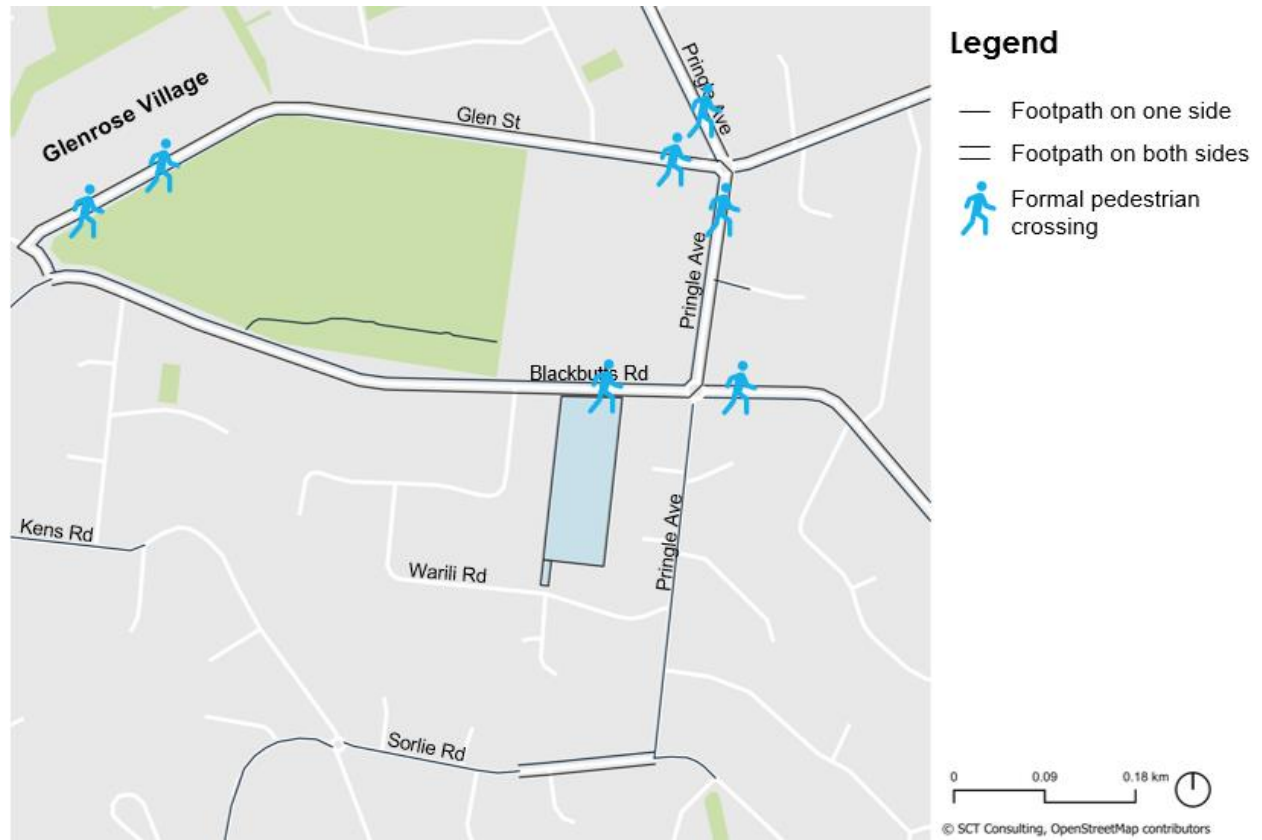 Glenrose Village
Glen St
Pringle Ave
Pringle Ave
Blackbutts Rd
Kens Rd
Warili Rd
Pringle Ave
Sorlie Rd
Legend
Footpath on one side
Footpath on both sides
Formal pedestrian
crossing
0 0.09 0.18 km
© SCT Consulting, OpenStreetMap contributors